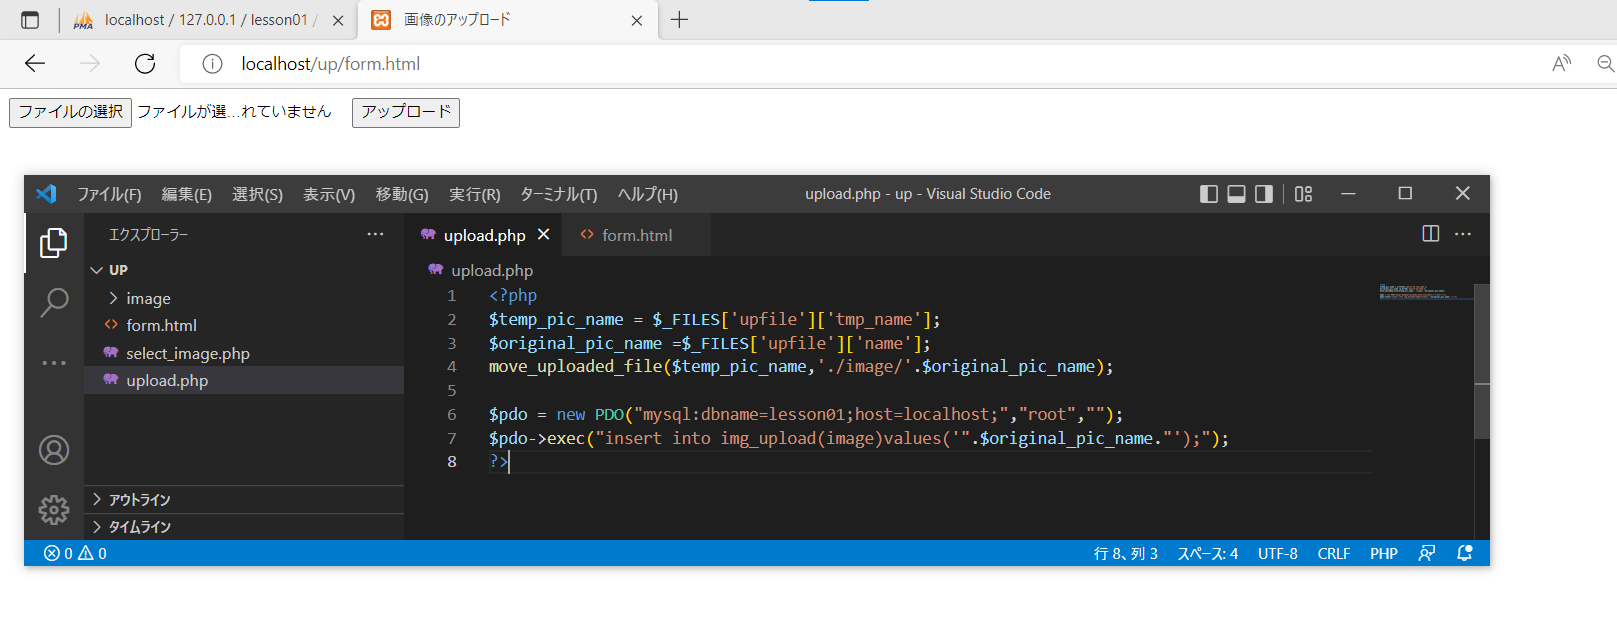 localhost / 127.0.0.1 / lesson01 /
画像のアップロード
localhost/up/form.html
ファイルの選択 ファイルが選...れていません アップロード
ファイル(F) 編集(E) 選択(S) 表示(V) 移動(G) 実行(R) ターミナル(T) ヘルプ(H)
upload.php - up - Visual Studio Code
エクスプローラー
UP
image
form.html
select_image.php
upload.php
アウトライン
タイムライン
upload.php
form.html
upload.php
1 <?php
2 $temp_pic_name = $_FILES['upfile']['tmp_name'];
3 $original_pic_name =$_FILES['upfile']['name'];
4 move_uploaded_file($temp_pic_name,'./image/'.$original_pic_name);
5
6 $pdo = new PDO("mysql:dbname=lesson01;host=localhost;","root","");
7 $pdo->exec("insert into img_upload(image)values('".$original_pic_name."');");
8 ?>
0 0
行 8、列 3 スペース: 4 UTF-8 CRLF PHP